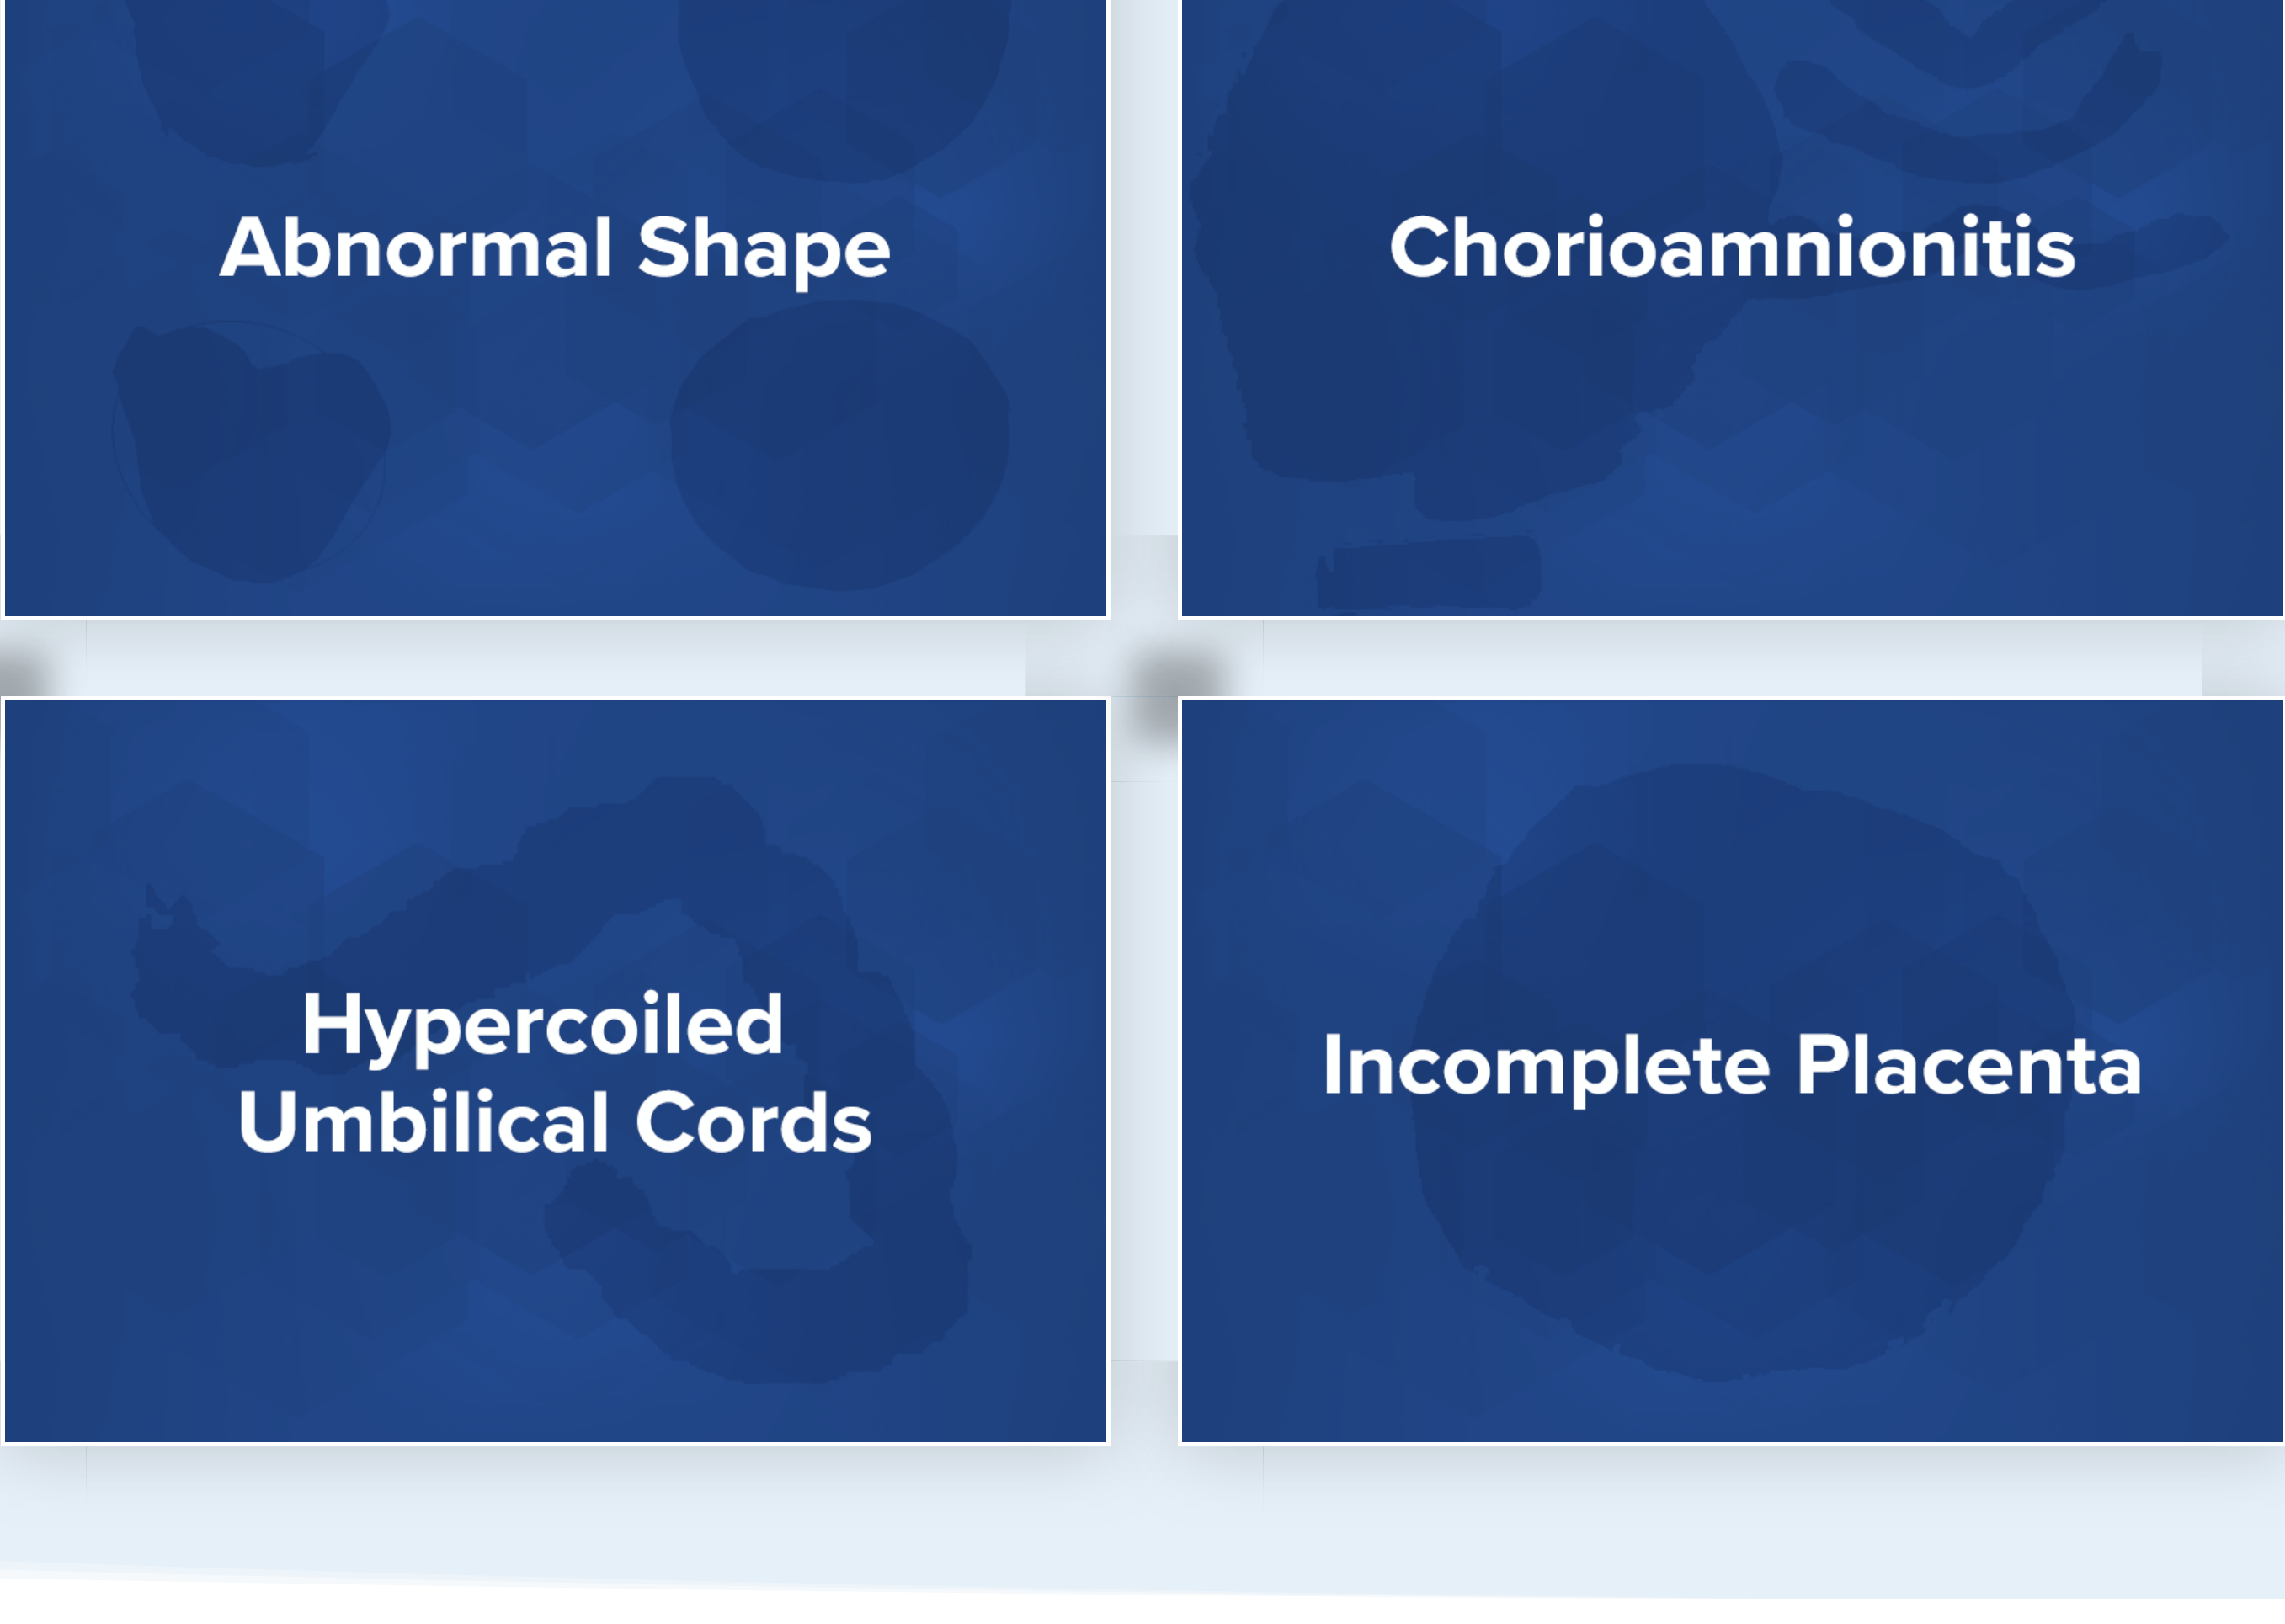 Abnormal Shape
Chorioamnionitis
Hypercoiled
Umbilical Cords
Incomplete Placenta